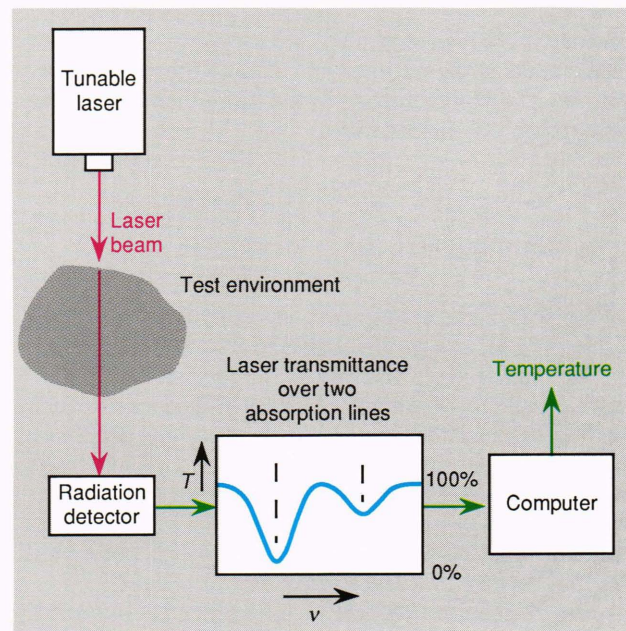 Tunable
laser
Laser
beam
Test environment
Laser transmittance
over two
absorption lines
Temperature
T
100%
Radiation
detector
Computer
0%
ν